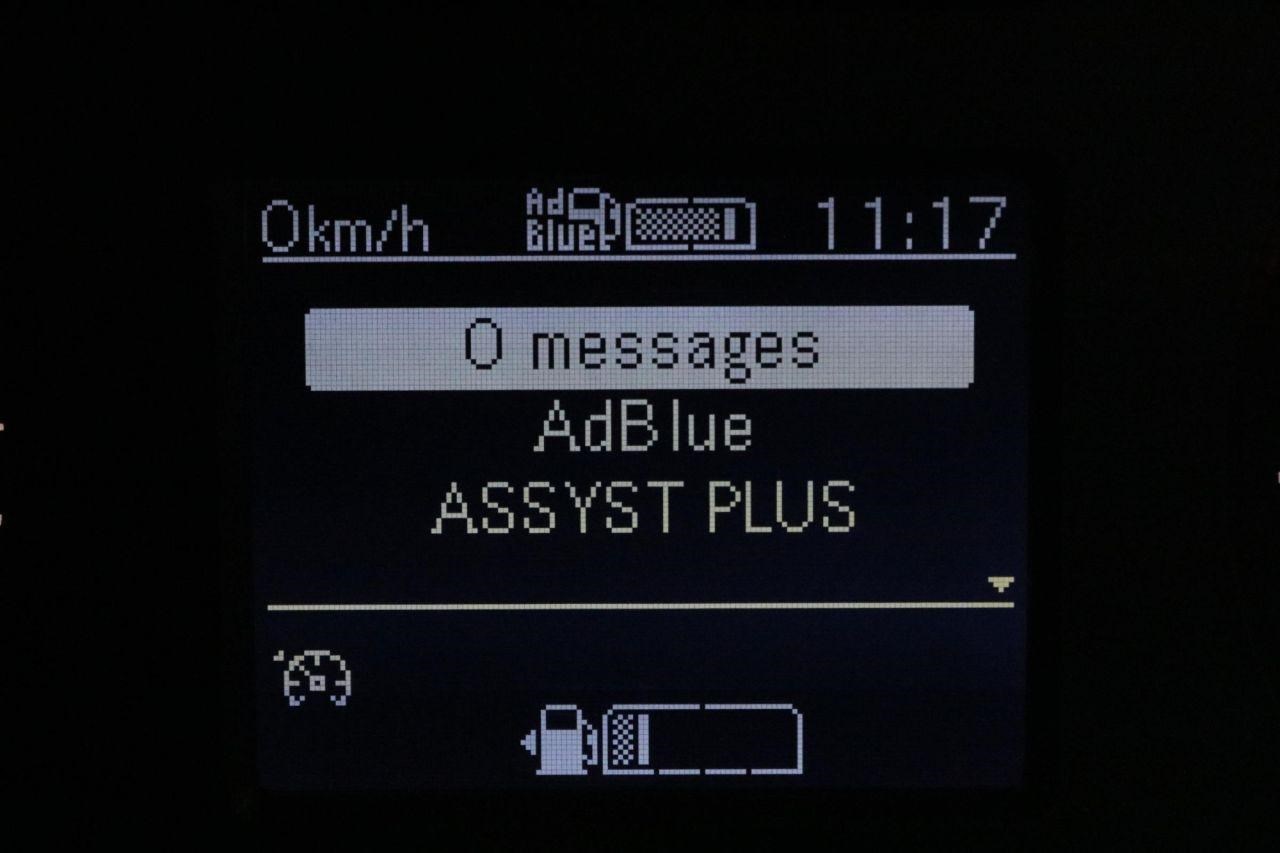 0km/h Ad Blue 11:17
0 messages
AdBlue
ASSYST PLUS